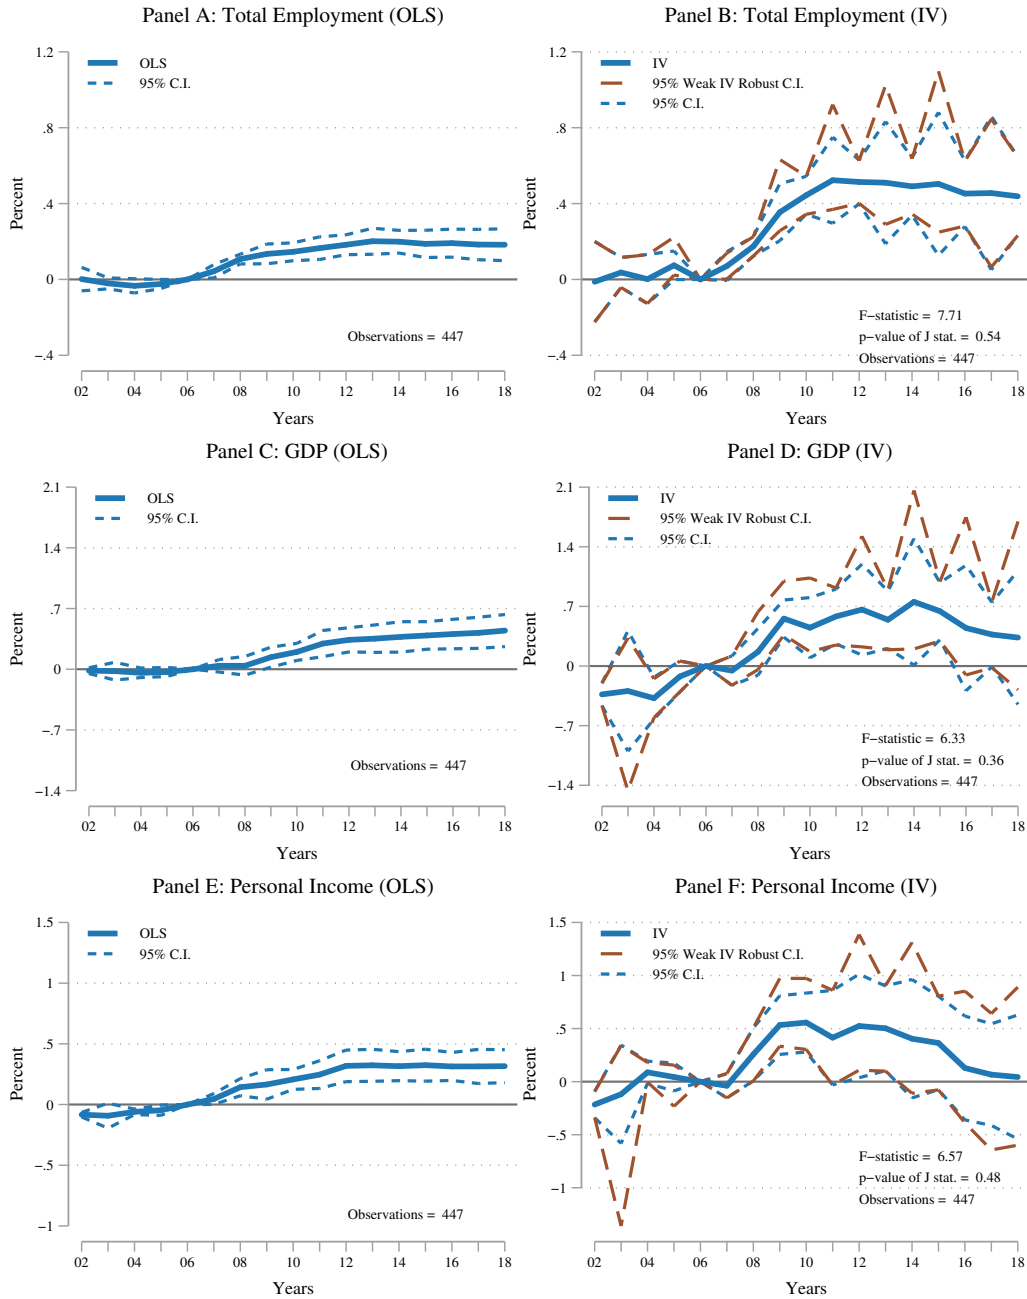 Panel A: Total Employment (OLS)
1.2
.8
.4
0
−.4
Percent
OLS
95% C.I.
Observations = 447
02 04 06 08 10 12 14 16 18
Years
Panel B: Total Employment (IV)
1.2
.8
.4
0
−.4
Percent
IV
95% Weak IV Robust C.I.
95% C.I.
F−statistic = 7.71
p−value of J stat. = 0.54
Observations = 447
02 04 06 08 10 12 14 16 18
Years
Panel C: GDP (OLS)
2.1
1.4
.7
0
−.7
−1.4
Percent
OLS
95% C.I.
Observations = 447
02 04 06 08 10 12 14 16 18
Years
Panel D: GDP (IV)
2.1
1.4
.7
0
−.7
−1.4
Percent
IV
95% Weak IV Robust C.I.
95% C.I.
F−statistic = 6.33
p−value of J stat. = 0.36
Observations = 447
02 04 06 08 10 12 14 16 18
Years
Panel E: Personal Income (OLS)
1.5
1
.5
0
−.5
−1
Percent
OLS
95% C.I.
Observations = 447
02 04 06 08 10 12 14 16 18
Years
Panel F: Personal Income (IV)
1.5
1
.5
0
−.5
−1
Percent
IV
95% Weak IV Robust C.I.
95% C.I.
F−statistic = 6.57
p−value of J stat. = 0.48
Observations = 447
02 04 06 08 10 12 14 16 18
Years